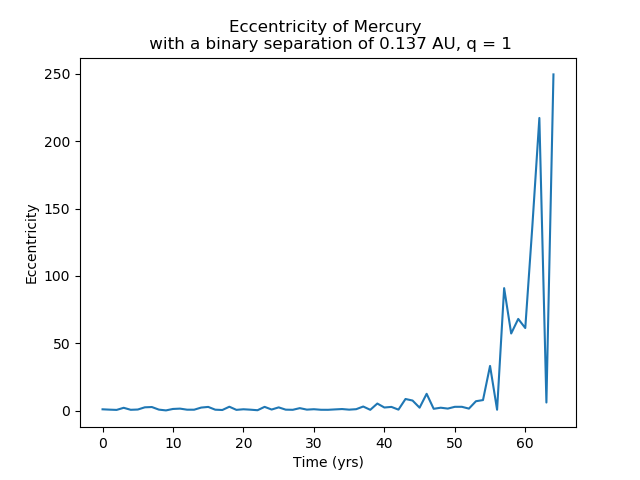 Eccentricity of Mercury
with a binary separation of 0.137 AU, q = 1
250
200
150
100
50
0
Eccentricity
0 10 20 30 40 50 60
Time (yrs)